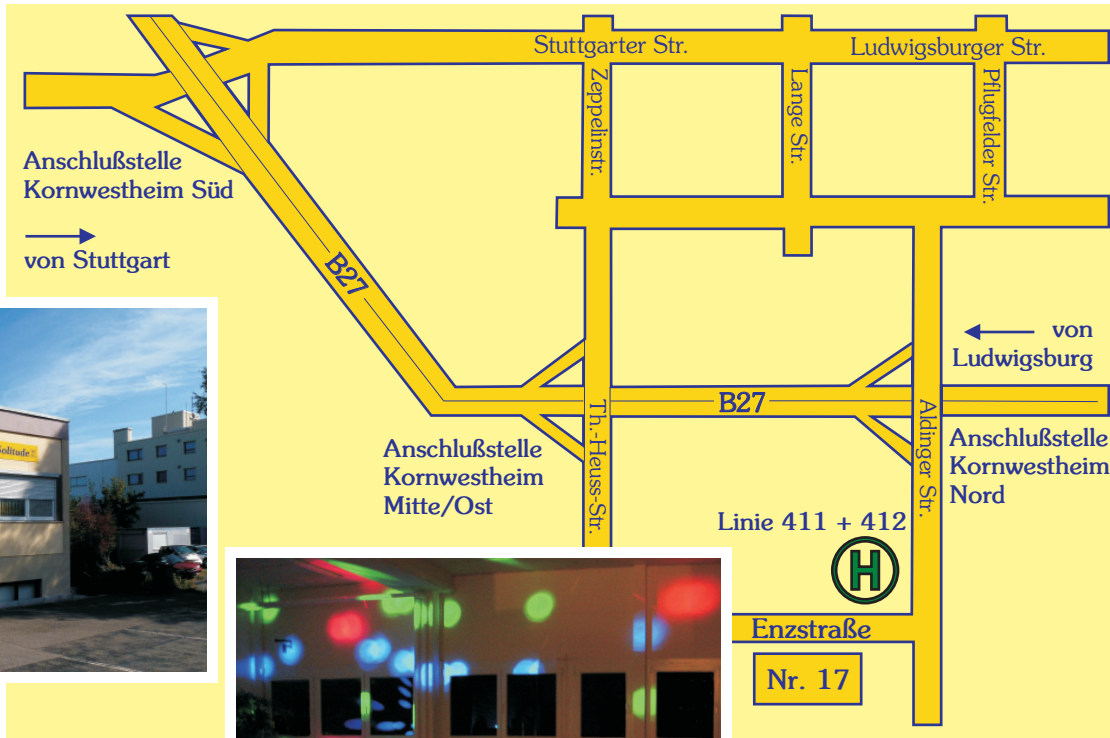 Stuttgarter Str.
Ludwigsburger Str.
Zeppelinstr.
Lange Str.
Pflugfelder Str.
Anschlußstelle
Kornwestheim Süd
von Stuttgart
B27
von
Ludwigsburg
B27
Th.-Heuss-Str.
Aldinger Str.
Anschlußstelle
Kornwestheim
Mitte/Ost
Anschlußstelle
Kornwestheim
Nord
Solitude
Linie 411 + 412
H
Enzstraße
Nr. 17